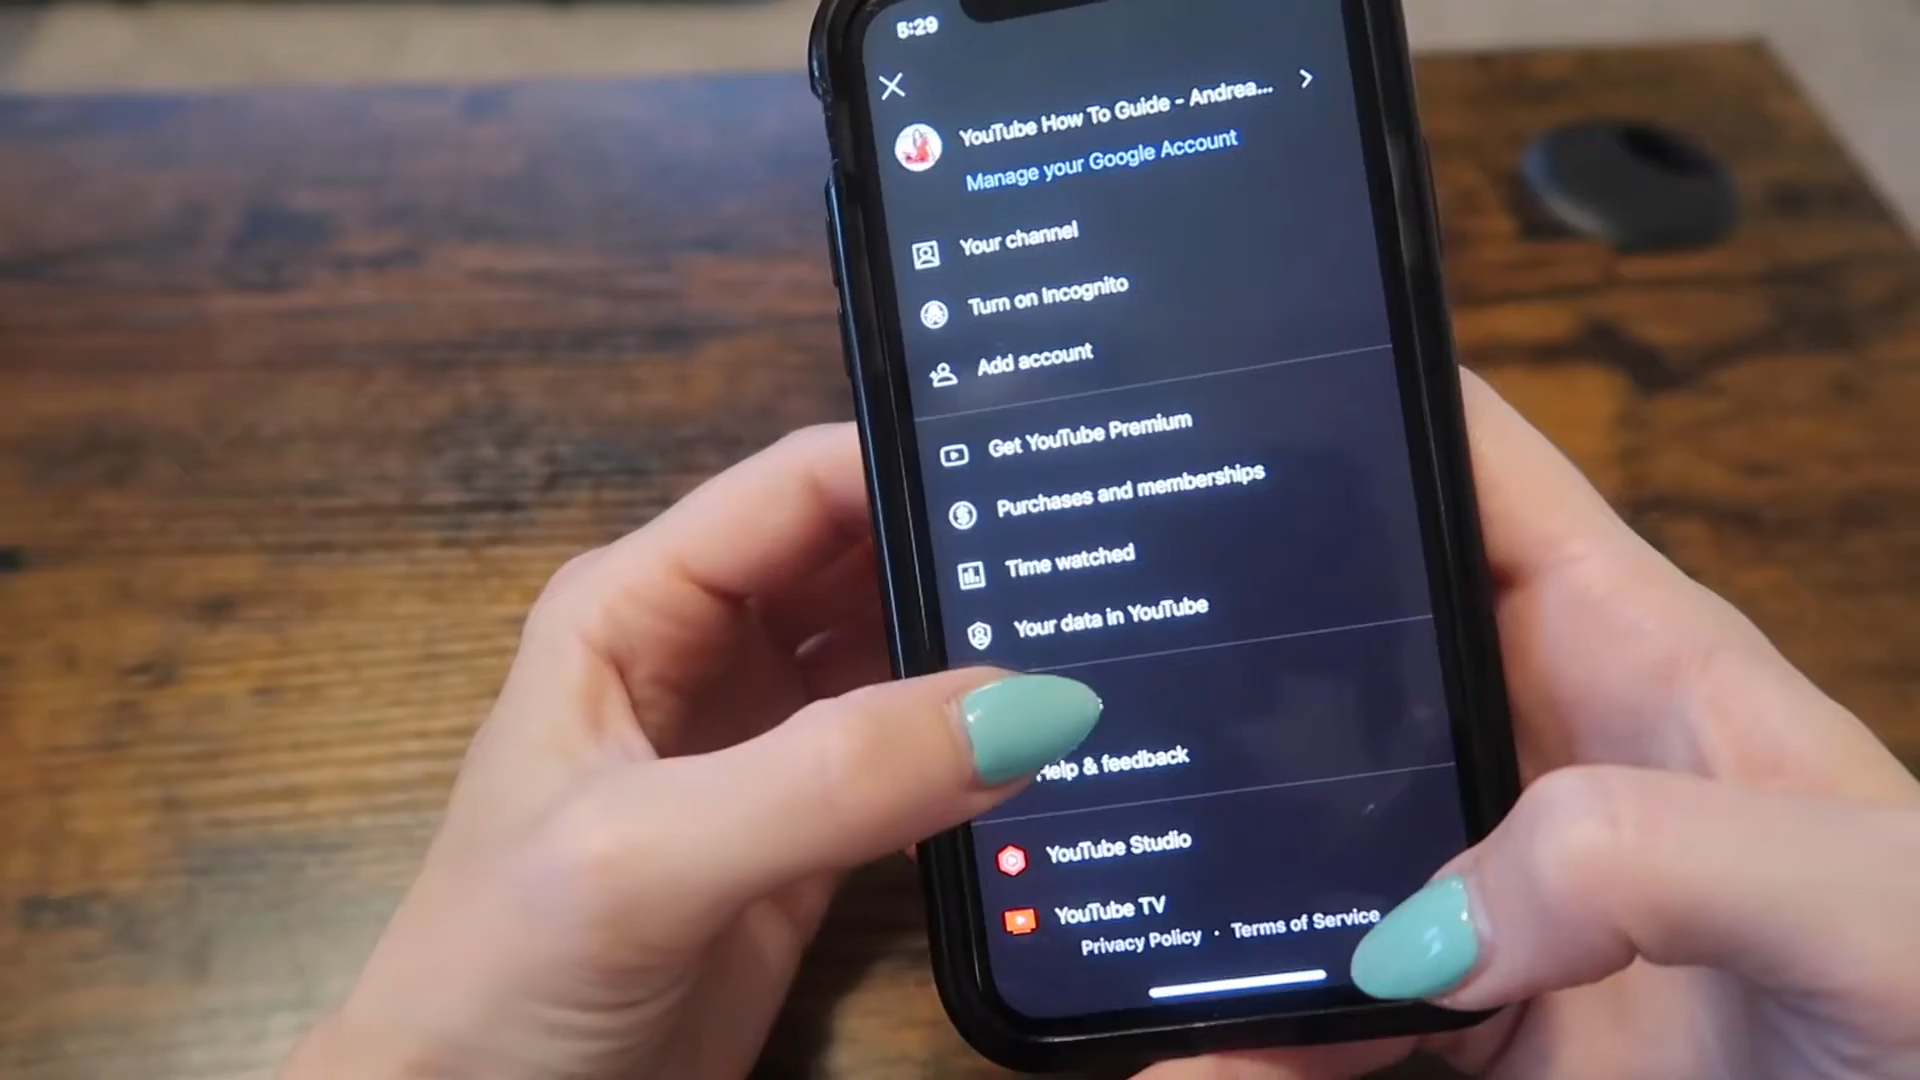 5:29
YouTube How To Guide - Andrea...
Manage your Google Account
Your channel
Turn on Incognito
Add account
Get YouTube Premium
Purchases and memberships
Time watched
Your data in YouTube
Help & feedback
YouTube Studio
YouTube TV
Privacy Policy · Terms of Service